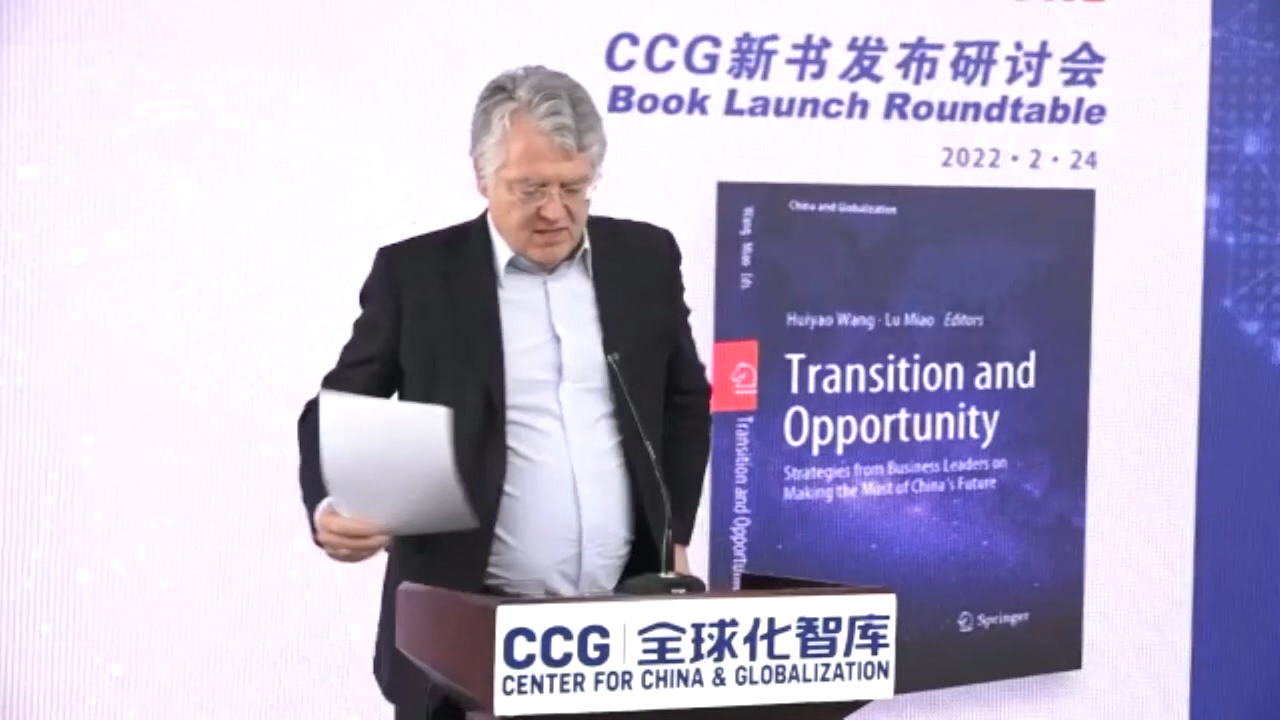 CCG新书发布研讨会
Book Launch Roundtable
2022・2・24
China and Globalization
Wang · Miao Eds.
Huiyao Wang · Lu Miao Editors
Transition and
Opportunity
Strategies from Business Leaders on
Making the Most of China's Future
Transition and Opportun
Springer
CCG 全球化智库
CENTER FOR CHINA & GLOBALIZATION